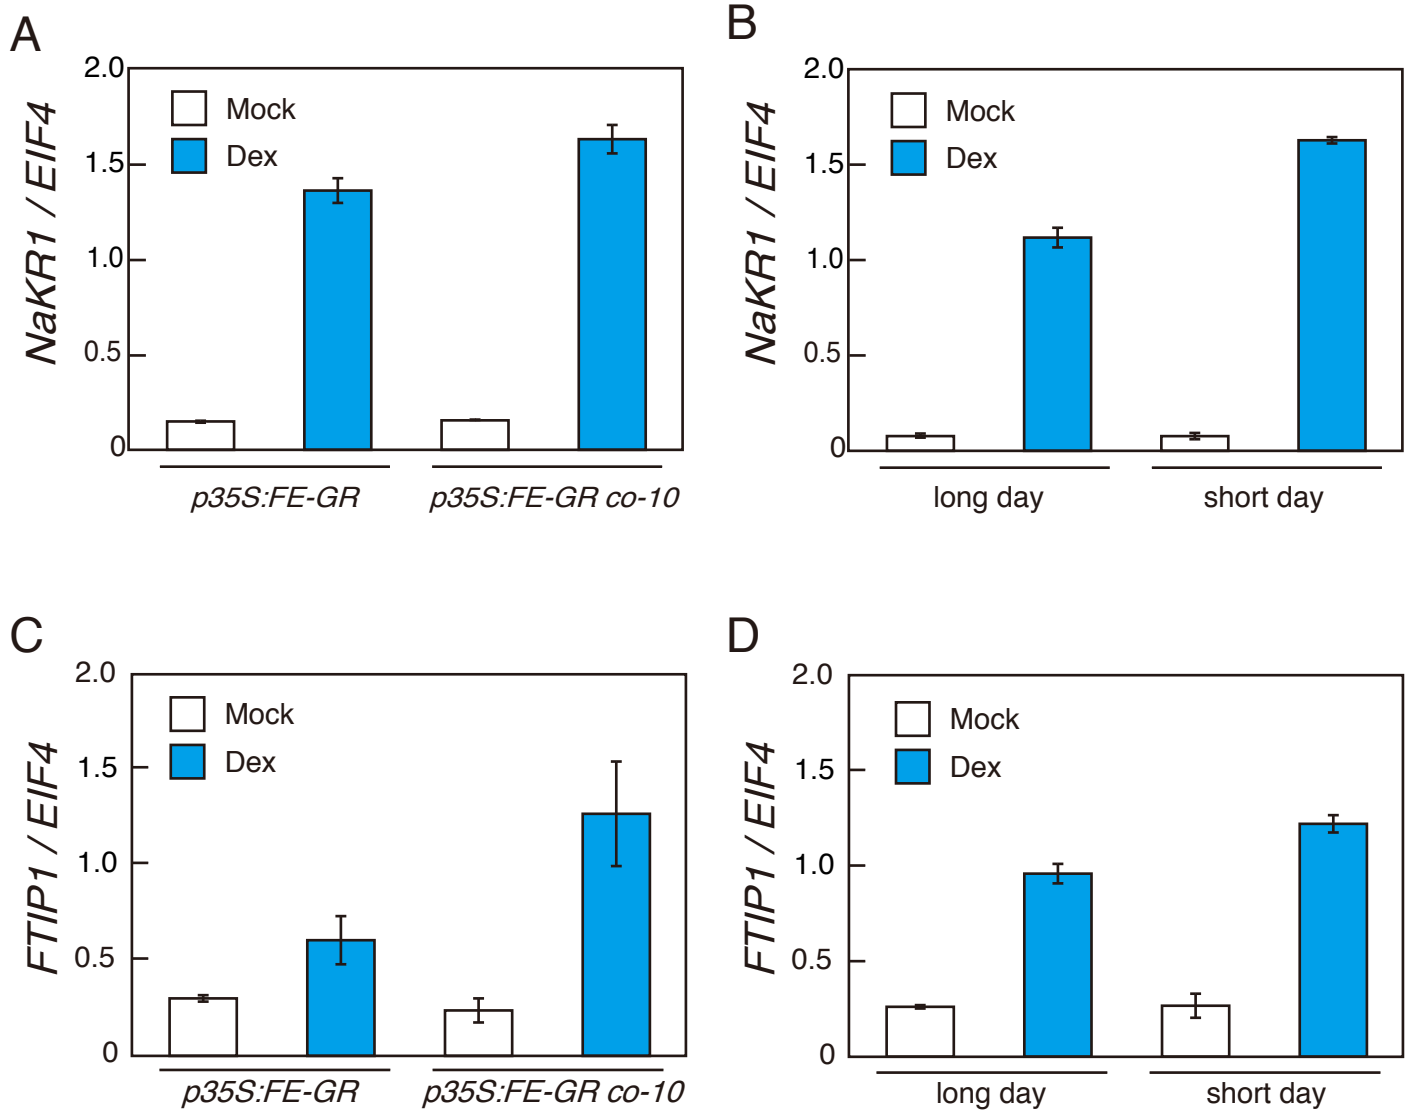 A
NaKR1 / EIF4
2.0
1.5
1.0
0.5
0
Mock
Dex
p35S:FE-GR
p35S:FE-GR co-10
B
NaKR1 / EIF4
2.0
1.5
1.0
0.5
0
Mock
Dex
long day
short day
C
FTIP1 / EIF4
2.0
1.5
1.0
0.5
0
Mock
Dex
p35S:FE-GR
p35S:FE-GR co-10
D
FTIP1 / EIF4
2.0
1.5
1.0
0.5
0
Mock
Dex
long day
short day